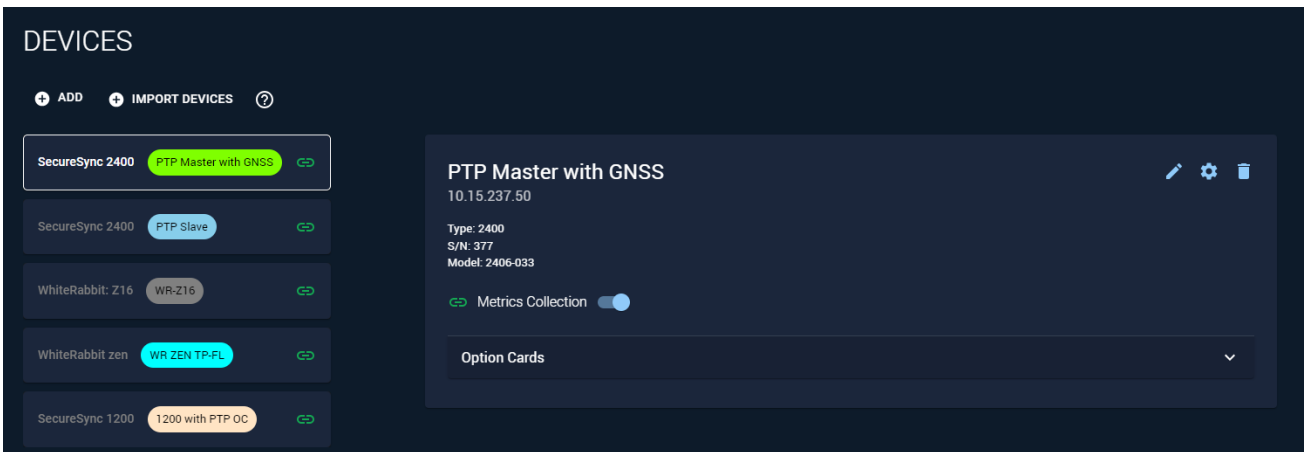 DEVICES
ADD
IMPORT DEVICES
SecureSync 2400 PTP Master with GNSS
SecureSync 2400 PTP Slave
WhiteRabbit: Z16 WR-Z16
WhiteRabbit zen WR ZEN TP-FL
SecureSync 1200 1200 with PTP OC
PTP Master with GNSS
10.15.237.50
Type: 2400
S/N: 377
Model: 2406-033
Metrics Collection
Option Cards